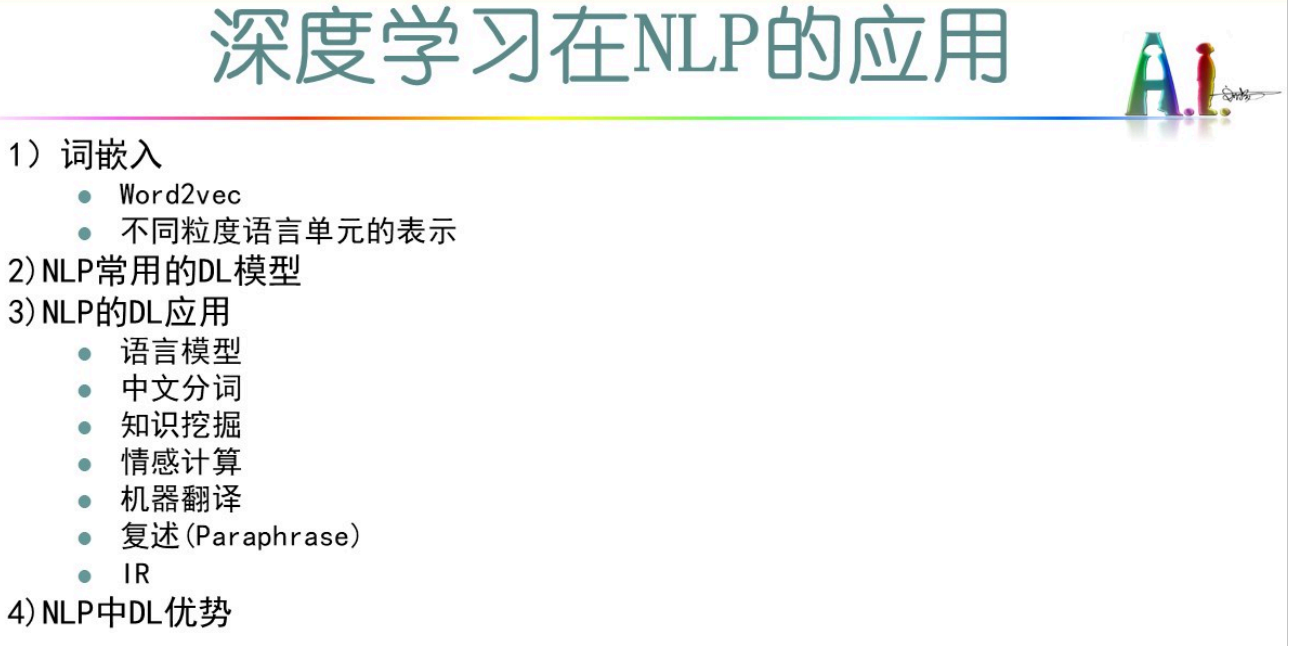 深度学习在NLP的应用
A.I.
1) 词嵌入
Word2vec
不同粒度语言单元的表示
2)NLP常用的DL模型
3)NLP的DL应用
语言模型
中文分词
知识挖掘
情感计算
机器翻译
复述(Paraphrase)
IR
4)NLP中DL优势